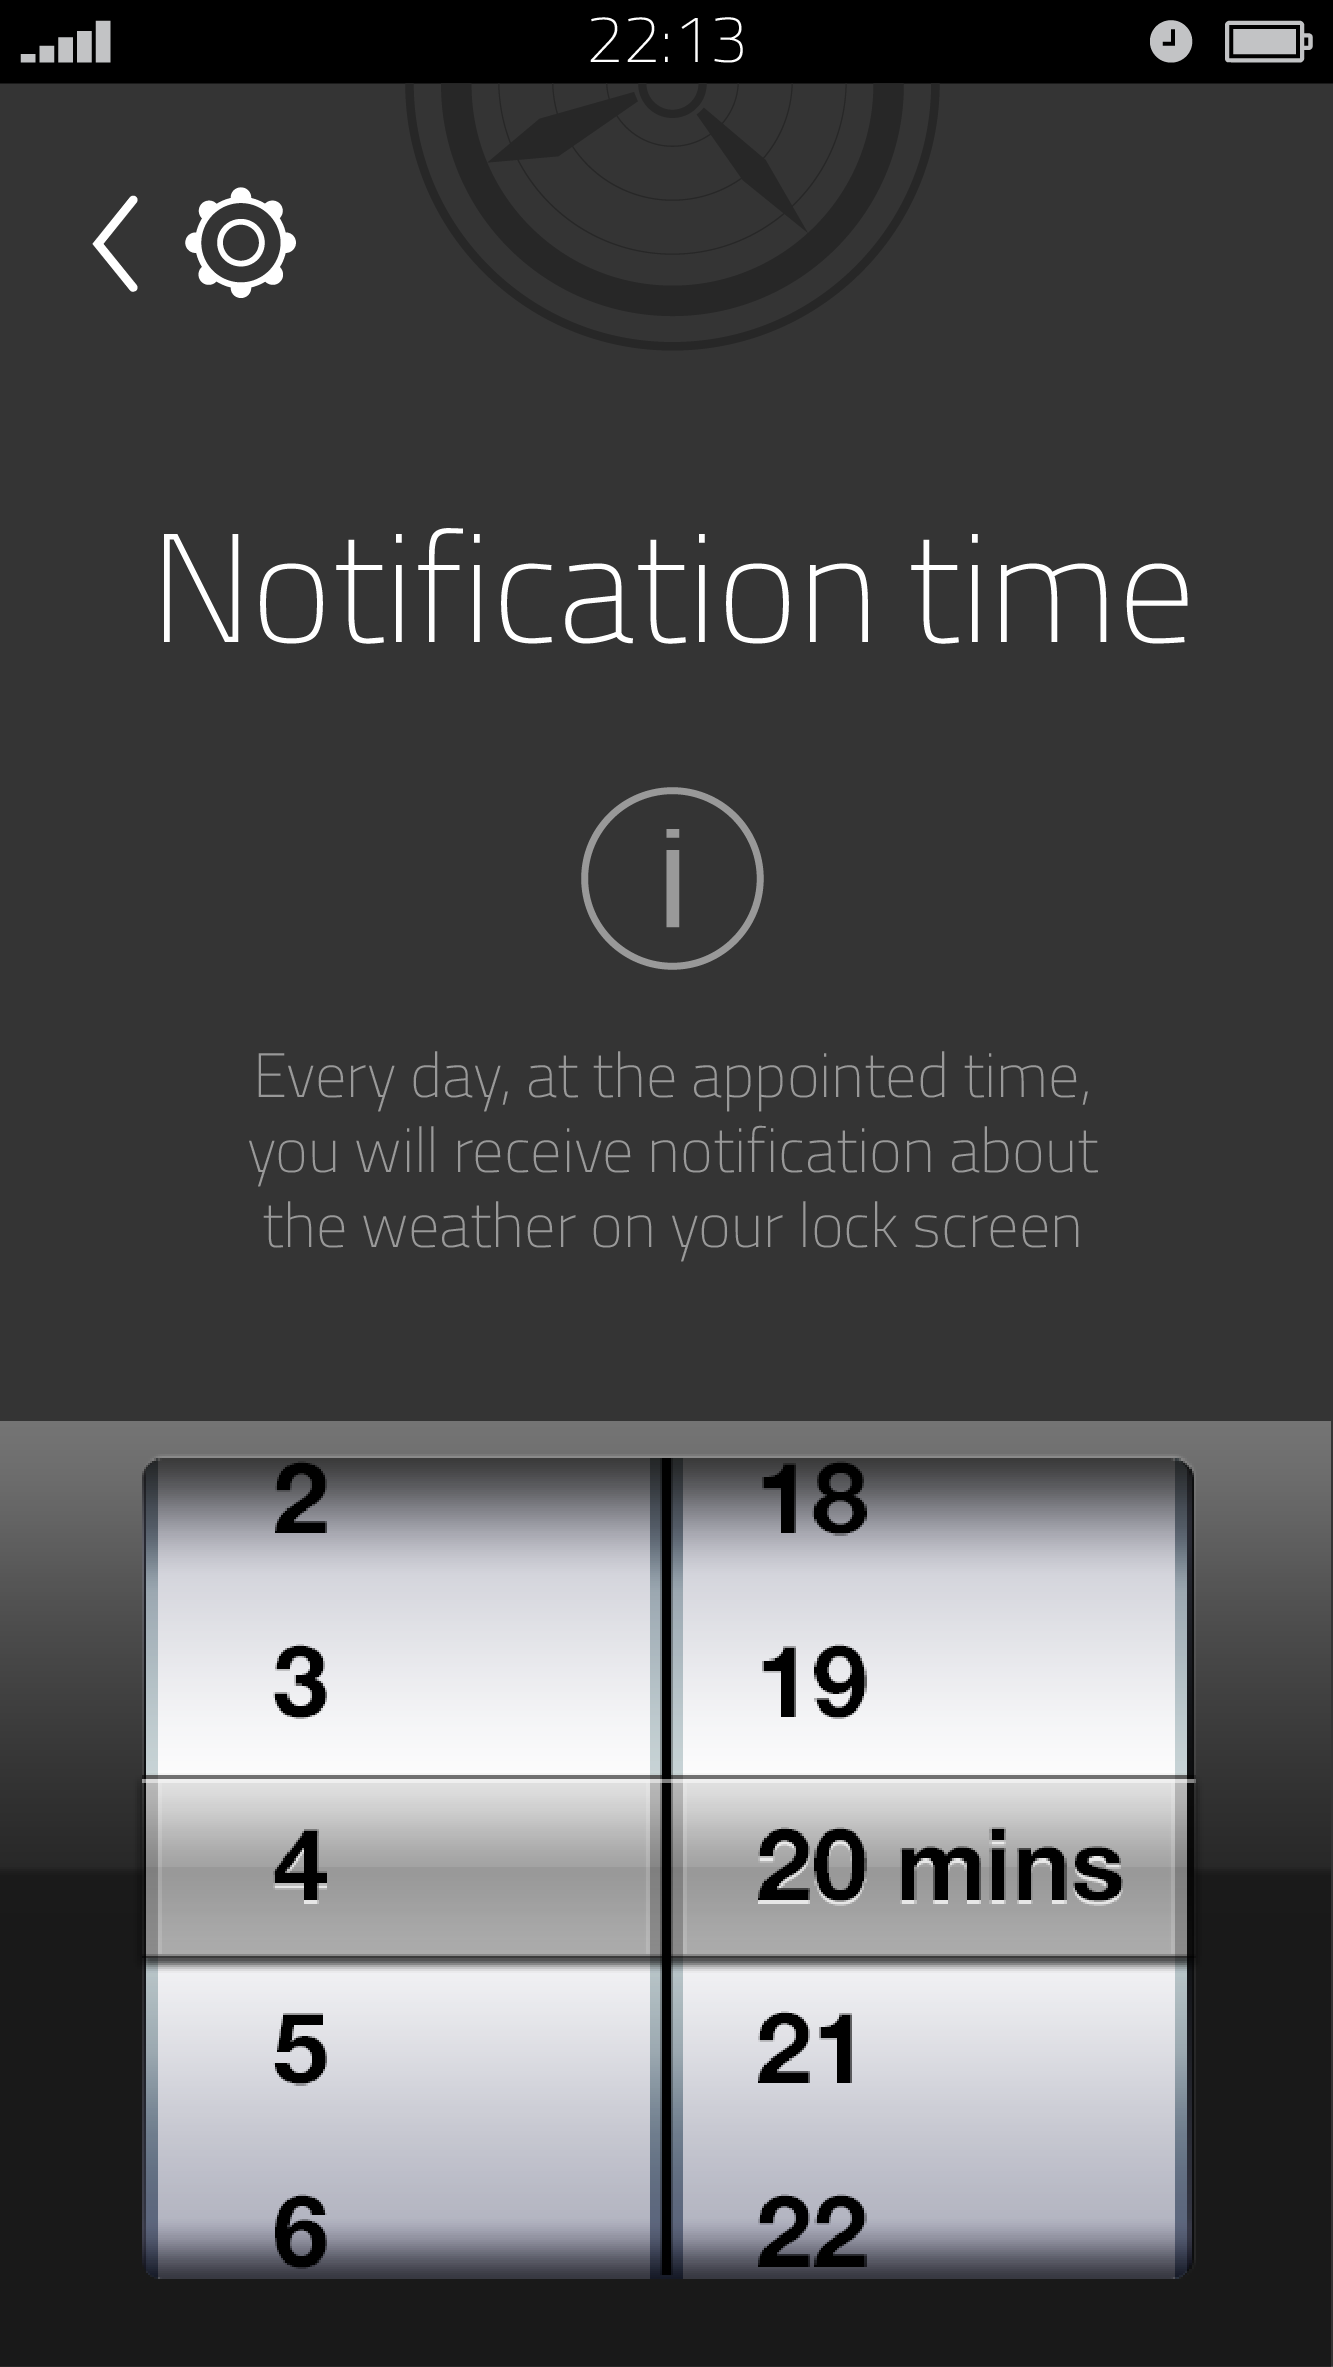 22:13
Notification time
i
Every day, at the appointed time,
you will receive notification about
the weather on your lock screen
2 18
3 19
4 20 mins
5 21
6 22